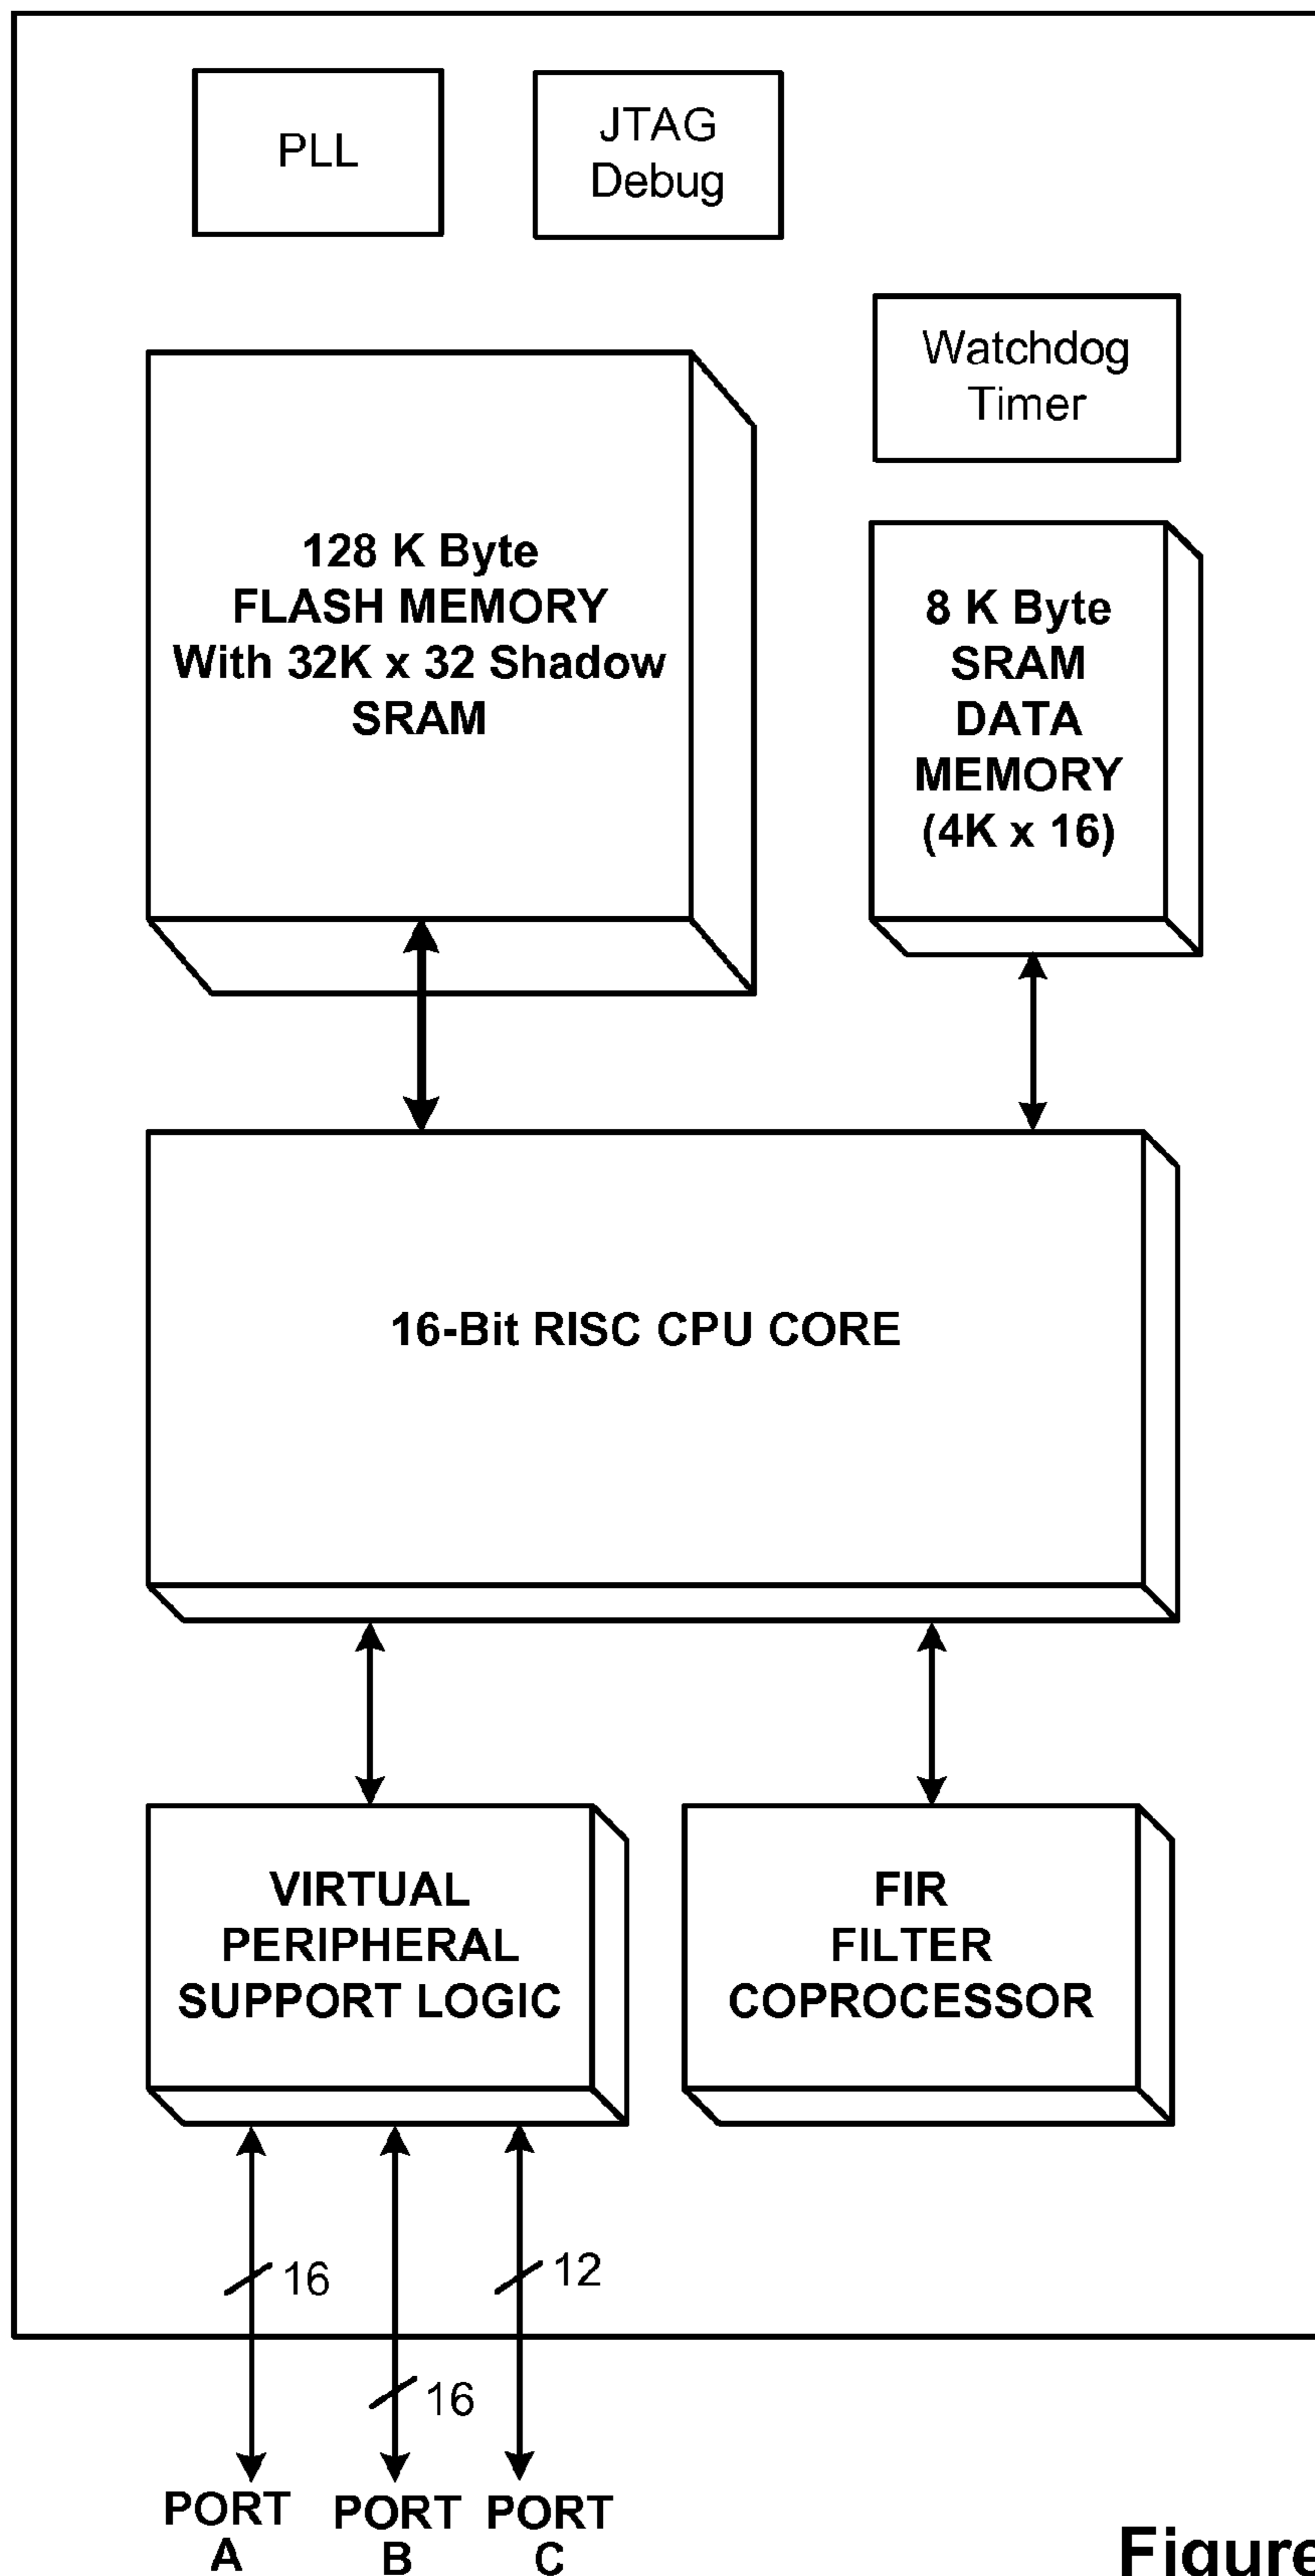 PLL
JTAG
Debug
Watchdog
Timer
128 K Byte
FLASH MEMORY
With 32K x 32 Shadow
SRAM
8 K Byte
SRAM
DATA
MEMORY
(4K x 16)
16-Bit RISC CPU CORE
VIRTUAL
PERIPHERAL
SUPPORT LOGIC
FIR
FILTER
COPROCESSOR
16
12
16
PORT
A
PORT
B
PORT
C
Figure